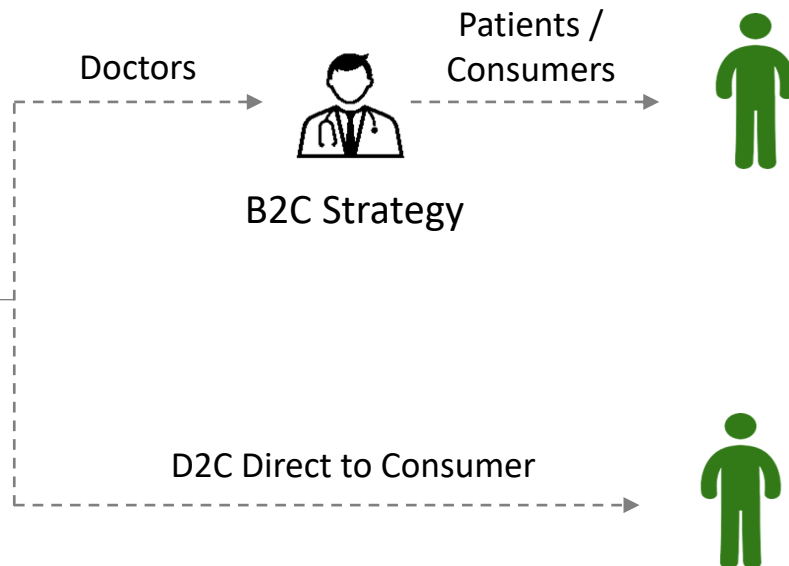 Doctors
Patients /
Consumers
B2C Strategy
D2C Direct to Consumer